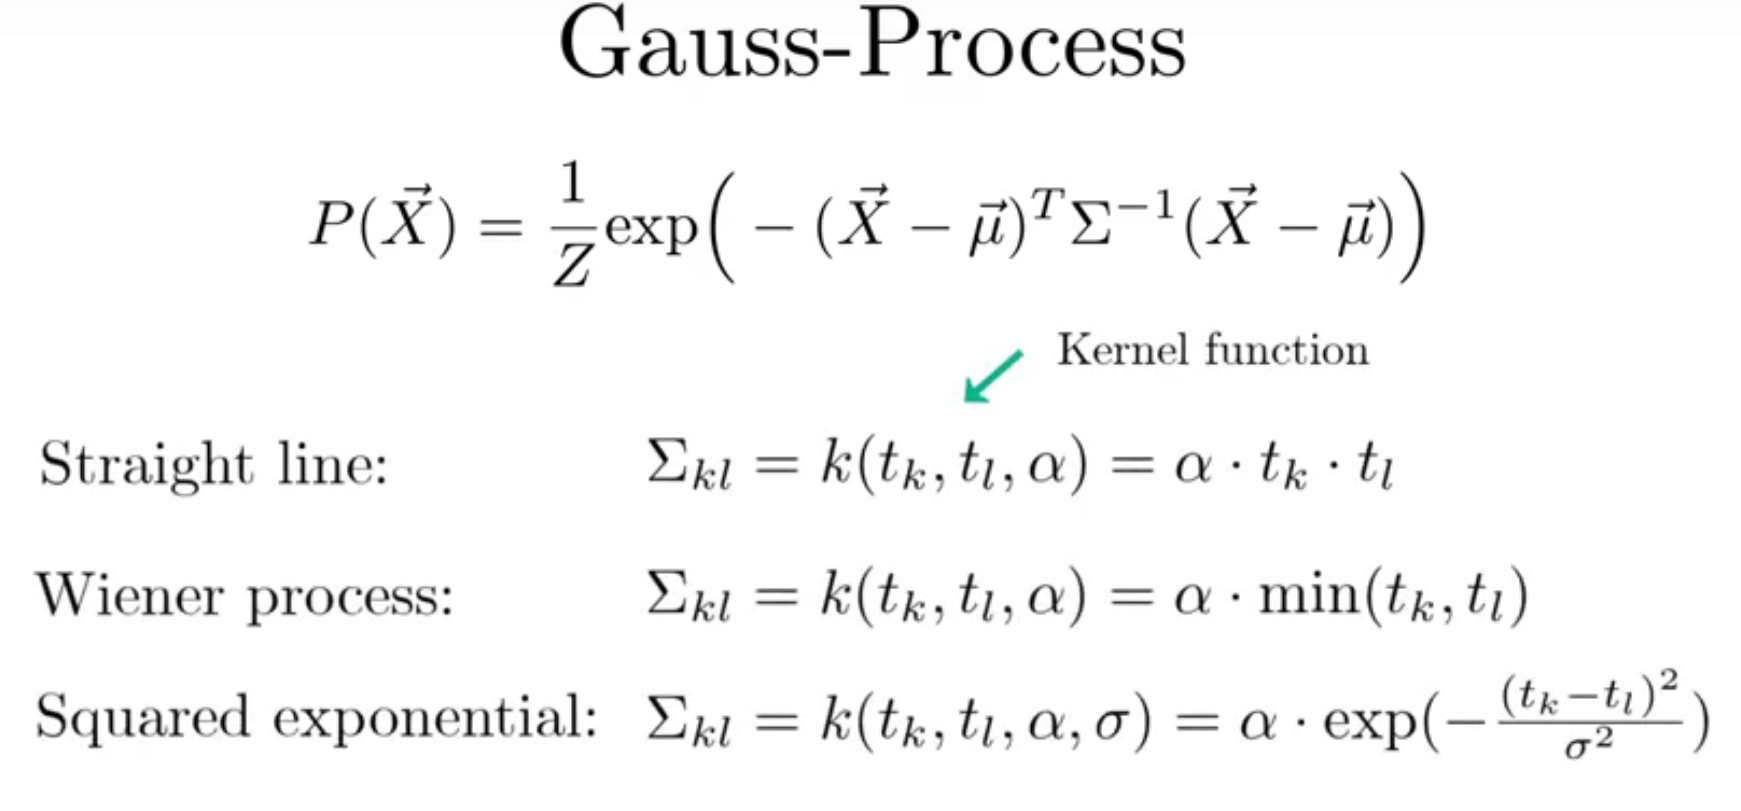 Gauss-Process
$P(\vec{X}) = \frac{1}{Z} \exp\Big( - (\vec{X} - \vec{\mu})^T \Sigma^{-1} (\vec{X} - \vec{\mu}) \Big)$
Kernel function
Straight line: $\Sigma_{kl} = k(t_k, t_l, \alpha) = \alpha \cdot t_k \cdot t_l$
Wiener process: $\Sigma_{kl} = k(t_k, t_l, \alpha) = \alpha \cdot \min(t_k, t_l)$
Squared exponential: $\Sigma_{kl} = k(t_k, t_l, \alpha, \sigma) = \alpha \cdot \exp(-\frac{(t_k - t_l)^2}{\sigma^2})$